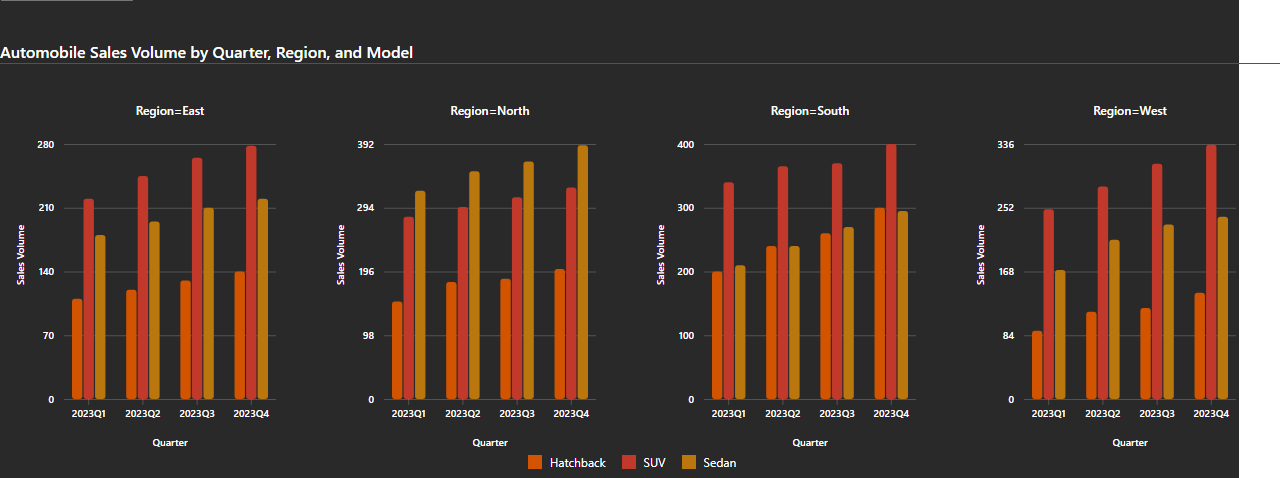 Automobile Sales Volume by Quarter, Region, and Model
Region=East
280
210
140
70
0
Sales Volume
2023Q1 2023Q2 2023Q3 2023Q4
Quarter
Region=North
392
294
196
98
0
Sales Volume
2023Q1 2023Q2 2023Q3 2023Q4
Quarter
Region=South
400
300
200
100
0
Sales Volume
2023Q1 2023Q2 2023Q3 2023Q4
Quarter
Region=West
336
252
168
84
0
Sales Volume
2023Q1 2023Q2 2023Q3 2023Q4
Quarter
Hatchback SUV Sedan